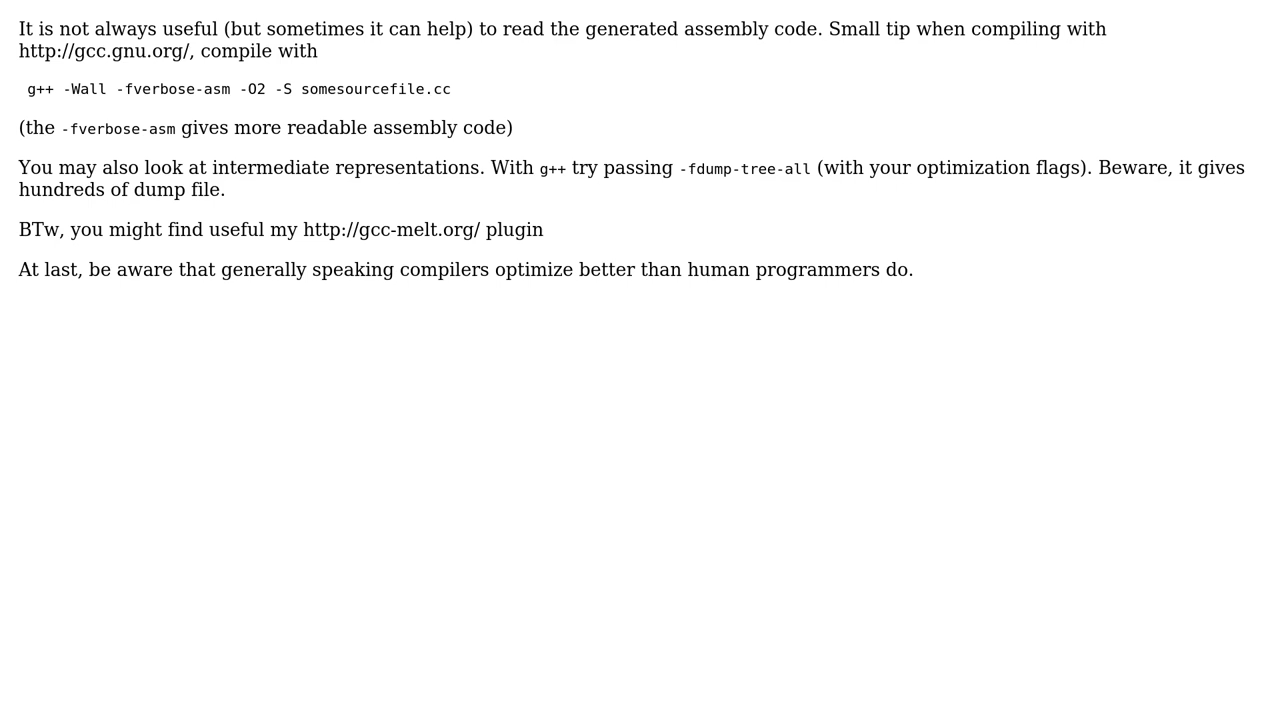 It is not always useful (but sometimes it can help) to read the generated assembly code. Small tip when compiling with
http://gcc.gnu.org/, compile with
g++ -Wall -fverbose-asm -O2 -S somesourcefile.cc
(the -fverbose-asm gives more readable assembly code)
You may also look at intermediate representations. With g++ try passing -fdump-tree-all (with your optimization flags). Beware, it gives
hundreds of dump file.
BTw, you might find useful my http://gcc-melt.org/ plugin
At last, be aware that generally speaking compilers optimize better than human programmers do.